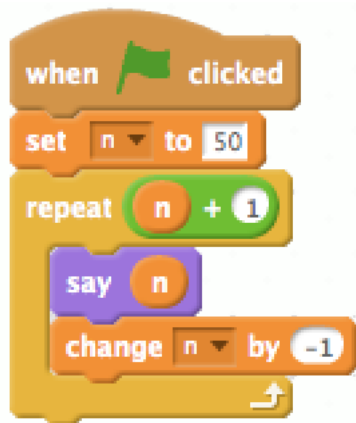 when clicked
set n to 50
repeat n + 1
say n
change n by -1